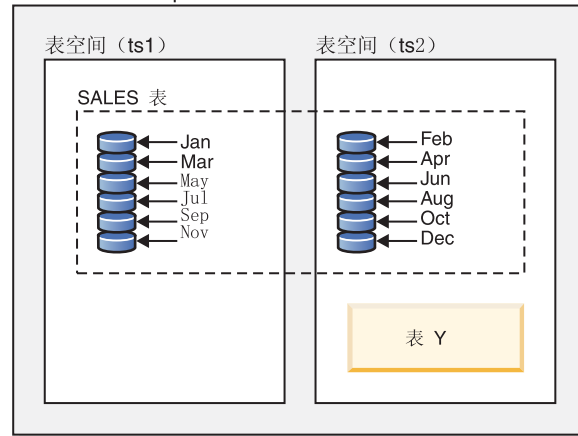 表空间（ts1）
表空间（ts2）
SALES 表
Jan
Mar
May
Jul
Sep
Nov
Feb
Apr
Jun
Aug
Oct
Dec
表 Y